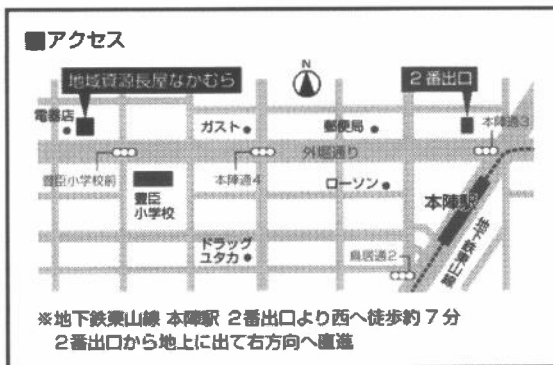 ■アクセス
N
地域資源長屋なかむら
2番出口
電器店
ガスト
郵便局
本陣通3
外堀通り
豊臣小学校前
本陣通4
ローソン
豊臣
小学校
本陣駅
地下鉄東山線
ドラッグ
ユタカ
鳥居通2
※地下鉄東山線 本陣駅 2番出口より西へ徒歩約7分
2番出口から地上に出て右方向へ直進